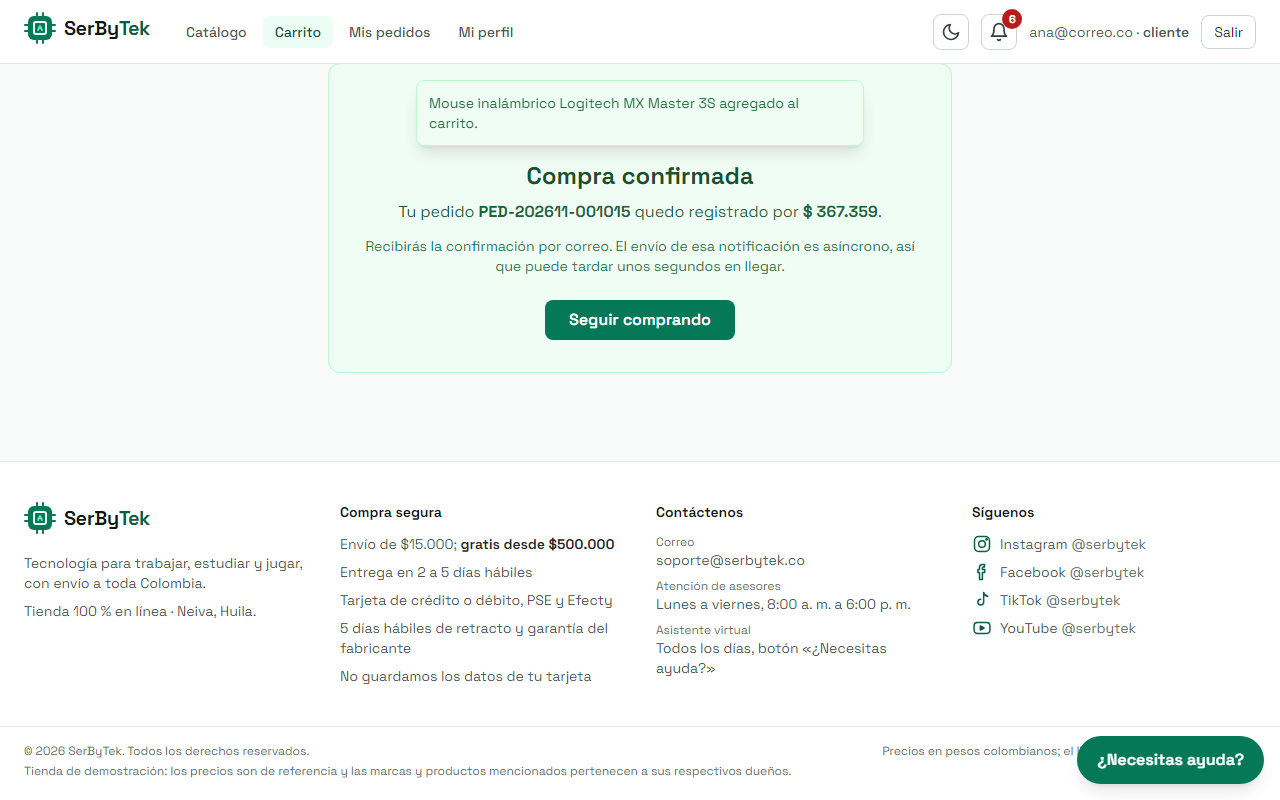 SerByTek
Catálogo
Carrito
Mis pedidos
Mi perfil
6
ana@correo.co · cliente
Salir
Mouse inalámbrico Logitech MX Master 3S agregado al
carrito.
Compra confirmada
Tu pedido PED-202611-001015 quedo registrado por $ 367.359.
Recibirás la confirmación por correo. El envío de esa notificación es asíncrono, así
que puede tardar unos segundos en llegar.
Seguir comprando
SerByTek
Tecnología para trabajar, estudiar y jugar,
con envío a toda Colombia.
Tienda 100 % en línea · Neiva, Huila.
Compra segura
Envío de $15.000; gratis desde $500.000
Entrega en 2 a 5 días hábiles
Tarjeta de crédito o débito, PSE y Efecty
5 días hábiles de retracto y garantía del
fabricante
No guardamos los datos de tu tarjeta
Contáctenos
Correo
soporte@serbytek.co
Atención de asesores
Lunes a viernes, 8:00 a. m. a 6:00 p. m.
Asistente virtual
Todos los días, botón «¿Necesitas
ayuda?»
Síguenos
Instagram @serbytek
Facebook @serbytek
TikTok @serbytek
YouTube @serbytek
© 2026 SerByTek. Todos los derechos reservados.
Precios en pesos colombianos; el
Tienda de demostración: los precios son de referencia y las marcas y productos mencionados pertenecen a sus respectivos dueños.
¿Necesitas ayuda?